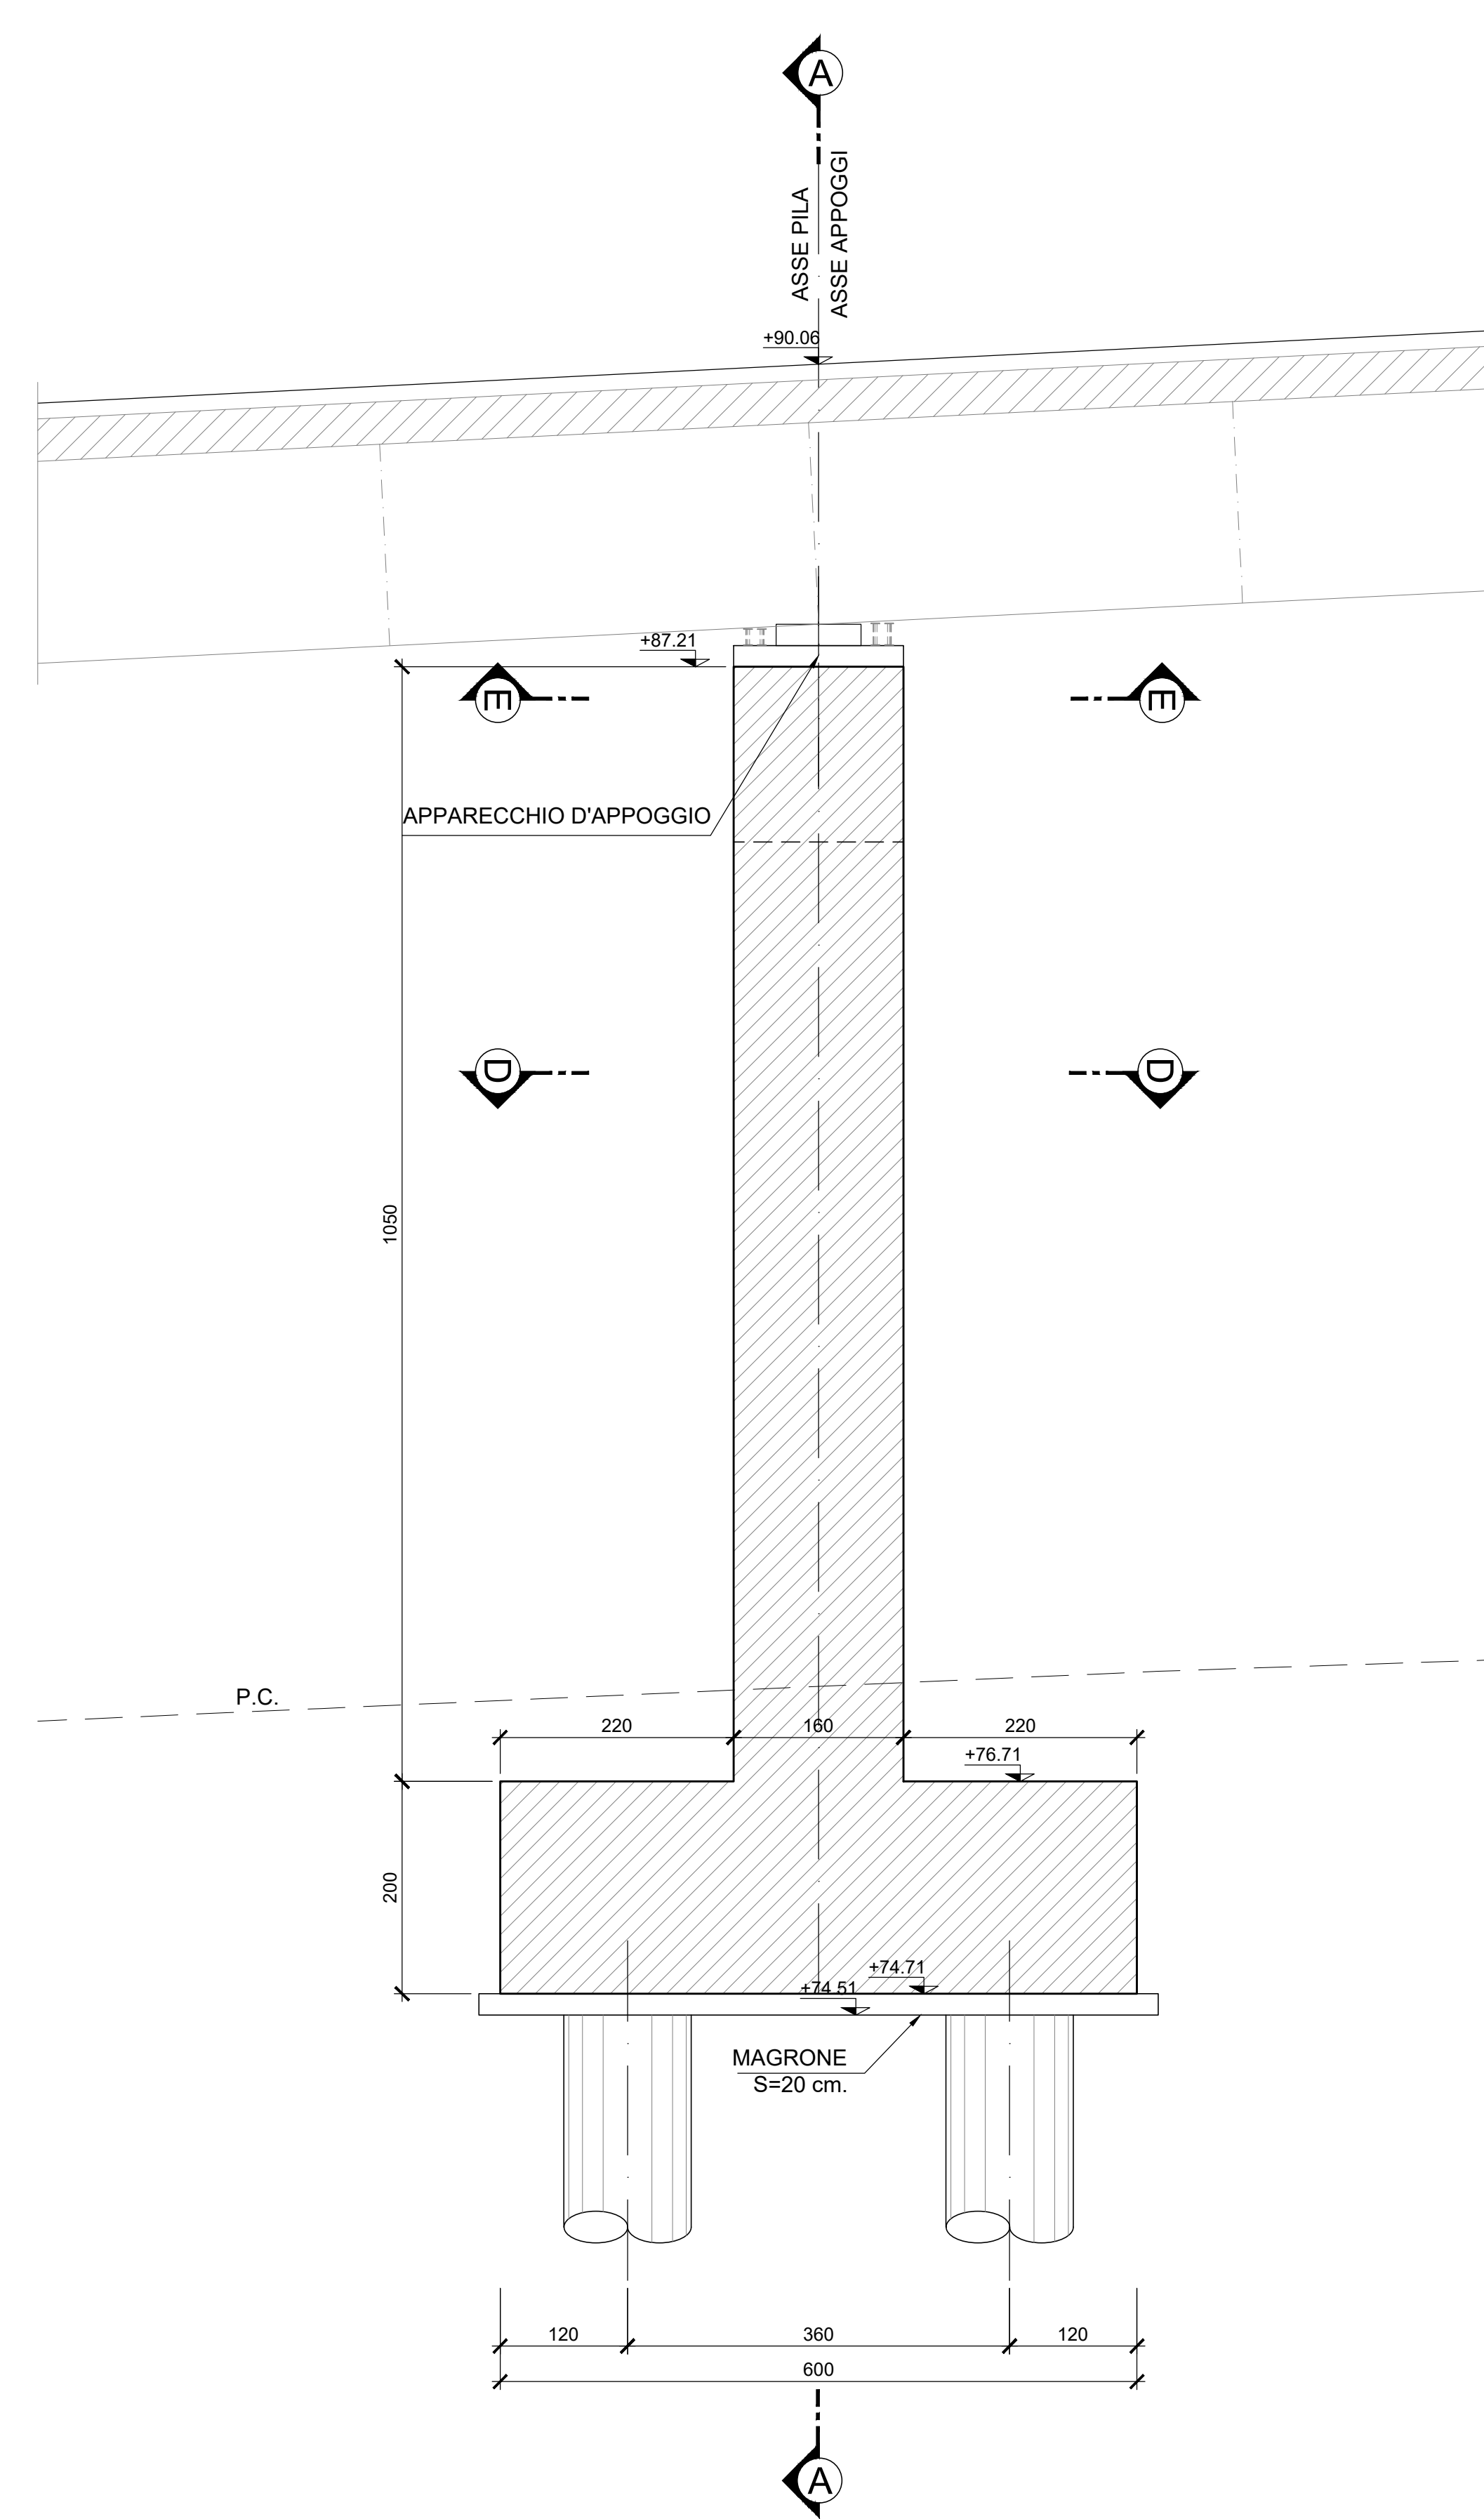 A
ASSE PILA
ASSE APPOGGI
+90.06
+87.21
E
E
APPARECCHIO D'APPOGGIO
D
D
1050
P.C.
220
160
220
+76.71
200
+74.71
+74.51
MAGRONE
S=20 cm.
120
360
120
600
A